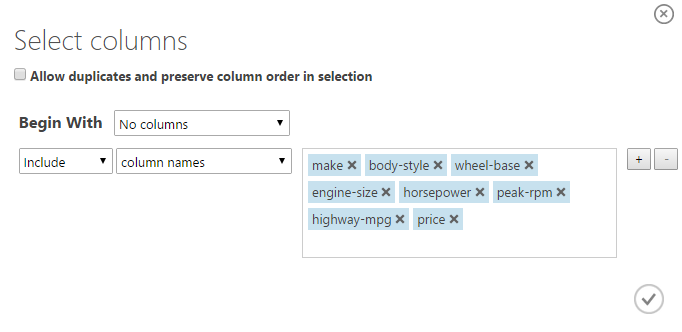 Select columns
Allow duplicates and preserve column order in selection
Begin With No columns
Include column names make body-style wheel-base + -
engine-size horsepower peak-rpm
highway-mpg price